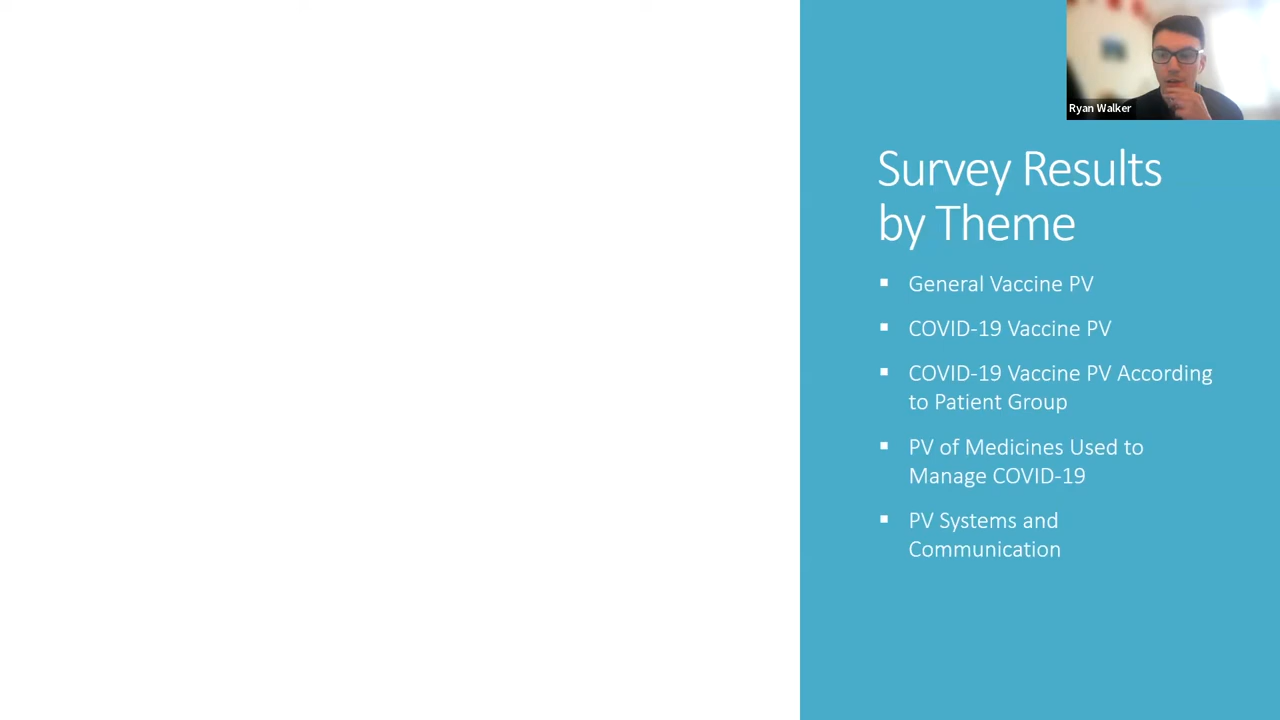 Ryan Walker
Survey Results
by Theme
▪ General Vaccine PV
▪ COVID-19 Vaccine PV
▪ COVID-19 Vaccine PV According
to Patient Group
▪ PV of Medicines Used to
Manage COVID-19
▪ PV Systems and
Communication